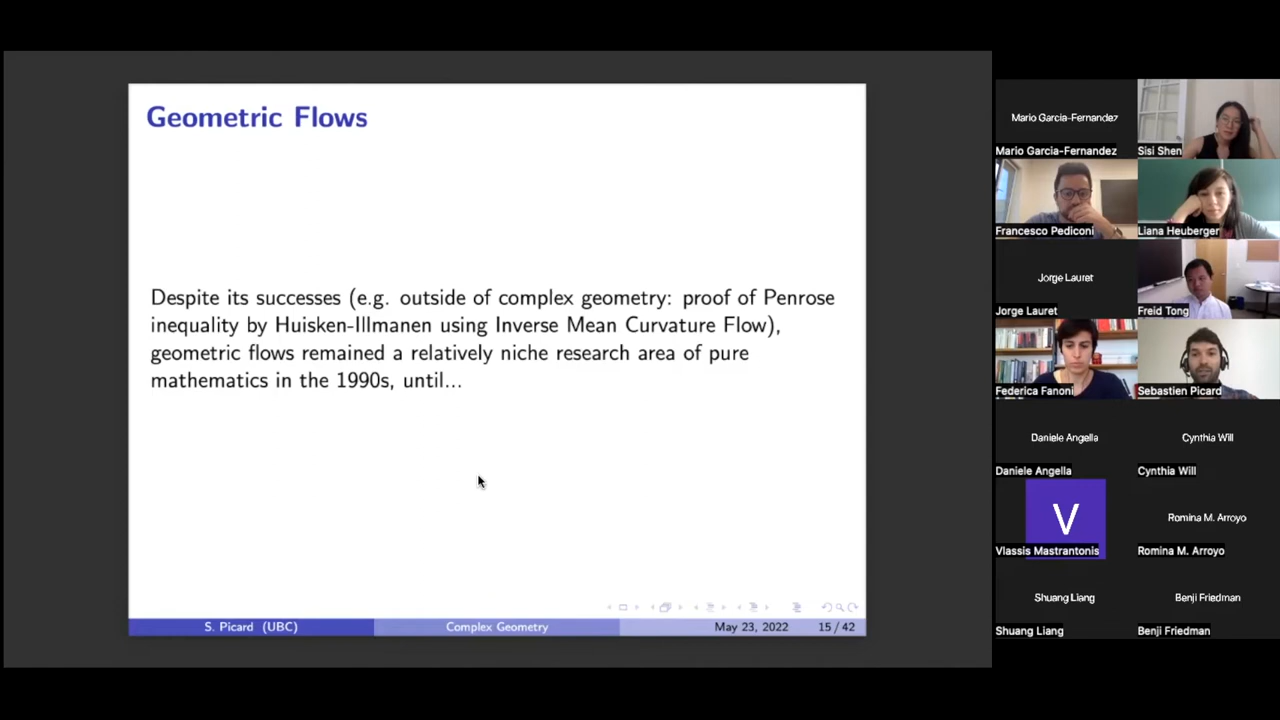 Geometric Flows
Despite its successes (e.g. outside of complex geometry: proof of Penrose
inequality by Huisken-Illmanen using Inverse Mean Curvature Flow),
geometric flows remained a relatively niche research area of pure
mathematics in the 1990s, until...
S. Picard (UBC)
Complex Geometry
May 23, 2022
15 / 42
Mario Garcia-Fernandez
Mario Garcia-Fernandez
Sisi Shen
Francesco Pediconi
Liana Heuberger
Jorge Lauret
Jorge Lauret
Freid Tong
Federica Fanoni
Sebastien Picard
Daniele Angella
Daniele Angella
Cynthia Will
Cynthia Will
V
Vlassis Mastrantonis
Romina M. Arroyo
Romina M. Arroyo
Shuang Liang
Shuang Liang
Benji Friedman
Benji Friedman